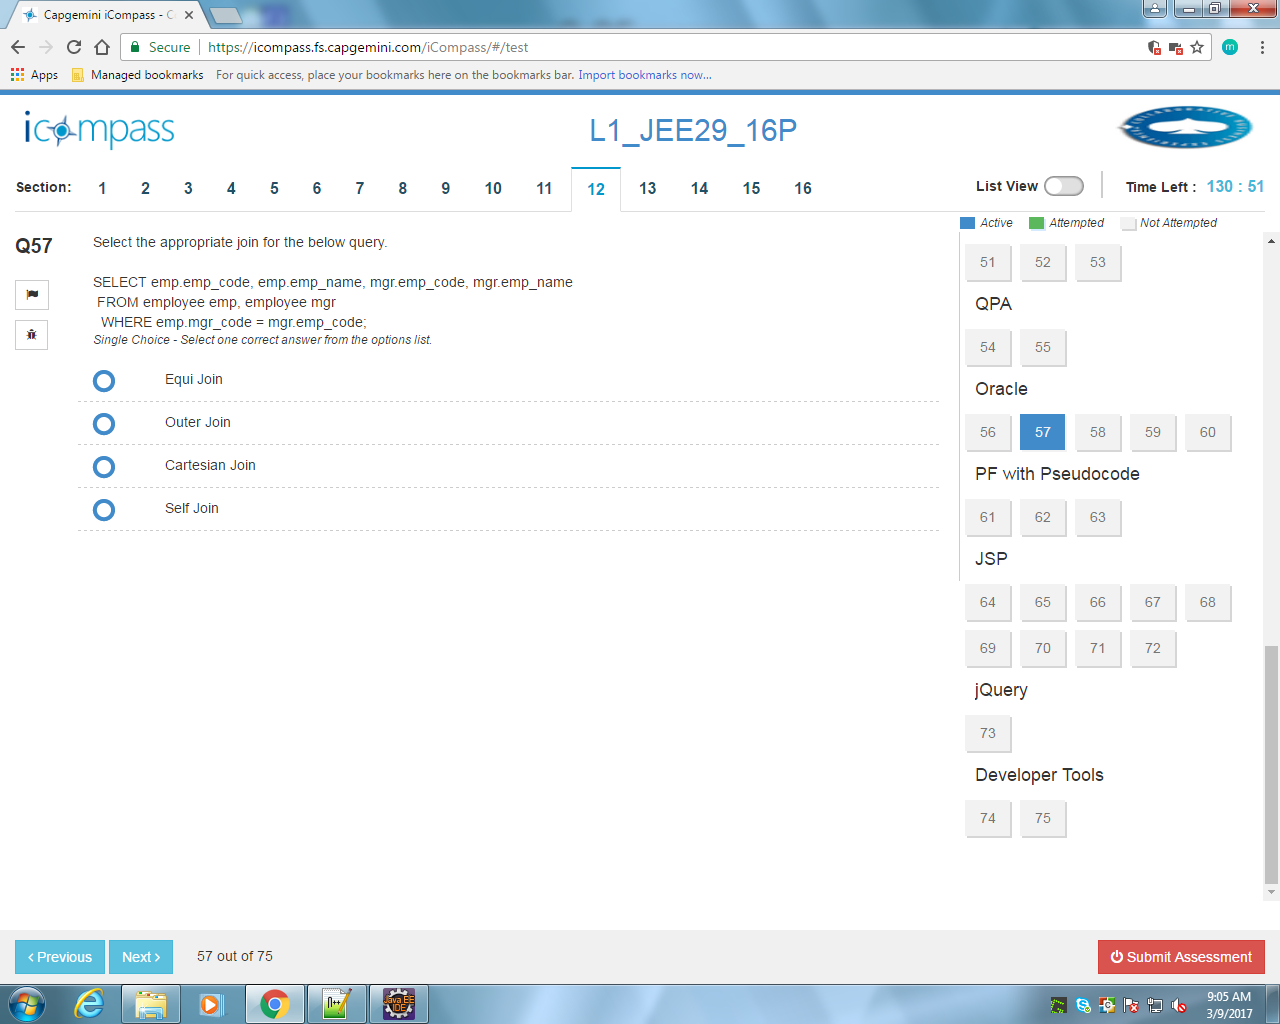 Capgemini iCompass - C
Secure https://icompass.fs.capgemini.com/iCompass/#/test
m
Apps Managed bookmarks For quick access, place your bookmarks here on the bookmarks bar. Import bookmarks now...
icompass
L1_JEE29_16P
Section: 1 2 3 4 5 6 7 8 9 10 11 12 13 14 15 16
List View Time Left : 130 : 51
Active Attempted Not Attempted
Q57
Select the appropriate join for the below query.
SELECT emp.emp_code, emp.emp_name, mgr.emp_code, mgr.emp_name
FROM employee emp, employee mgr
WHERE emp.mgr_code = mgr.emp_code;
Single Choice - Select one correct answer from the options list.
Equi Join
Outer Join
Cartesian Join
Self Join
51 52 53
QPA
54 55
Oracle
56 57 58 59 60
PF with Pseudocode
61 62 63
JSP
64 65 66 67 68
69 70 71 72
jQuery
73
Developer Tools
74 75
‹ Previous Next › 57 out of 75 Submit Assessment
Java EE
IDE
9:05 AM
3/9/2017